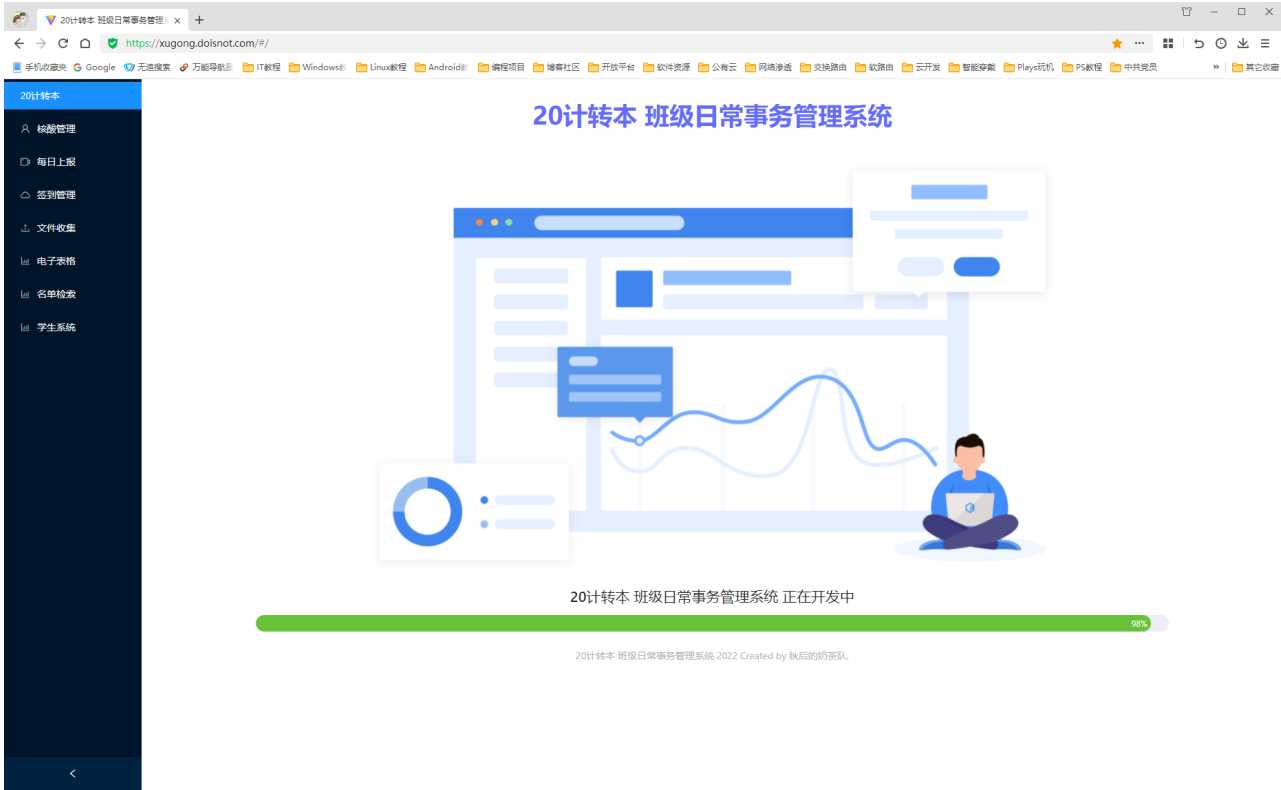 20计转本 班级日常事务管理
https://xugong.doisnot.com/#/
手机收藏夹 Google 无追搜索 万能导航 IT教程 Windows Linux教程 Android 编程项目 博客社区 开放平台 软件资源 公有云 网络渗透 交换路由 软路由 云开发 智能穿戴 Plays玩机 PS教程 中共党员 » 其它收藏
20计转本
核酸管理
每日上报
签到管理
文件收集
电子表格
名单检索
学生系统
20计转本 班级日常事务管理系统
20计转本 班级日常事务管理系统 正在开发中
98%
20计转本 班级日常事务管理系统 2022 Created by 秋后的奶茶队.